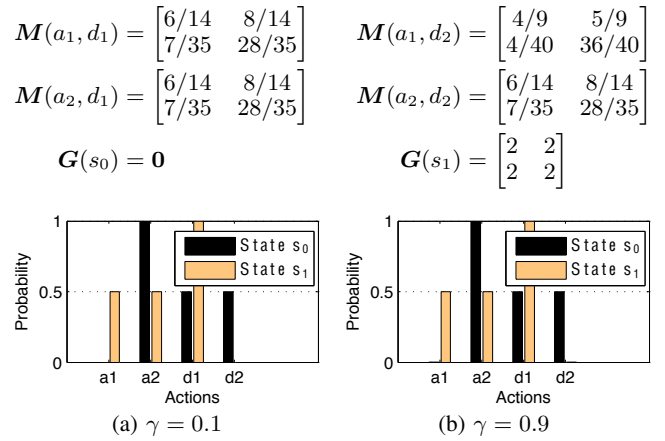 M(a₁, d₁) = [6/14 8/14
7/35 28/35]
M(a₁, d₂) = [4/9 5/9
4/40 36/40]
M(a₂, d₁) = [6/14 8/14
7/35 28/35]
M(a₂, d₂) = [6/14 8/14
7/35 28/35]
G(s₀) = 0
G(s₁) = [2 2
2 2]
1
0.5
0
Probability
State s₀
State s₁
a1 a2 d1 d2
Actions
(a) γ = 0.1
1
0.5
0
Probability
State s₀
State s₁
a1 a2 d1 d2
Actions
(b) γ = 0.9